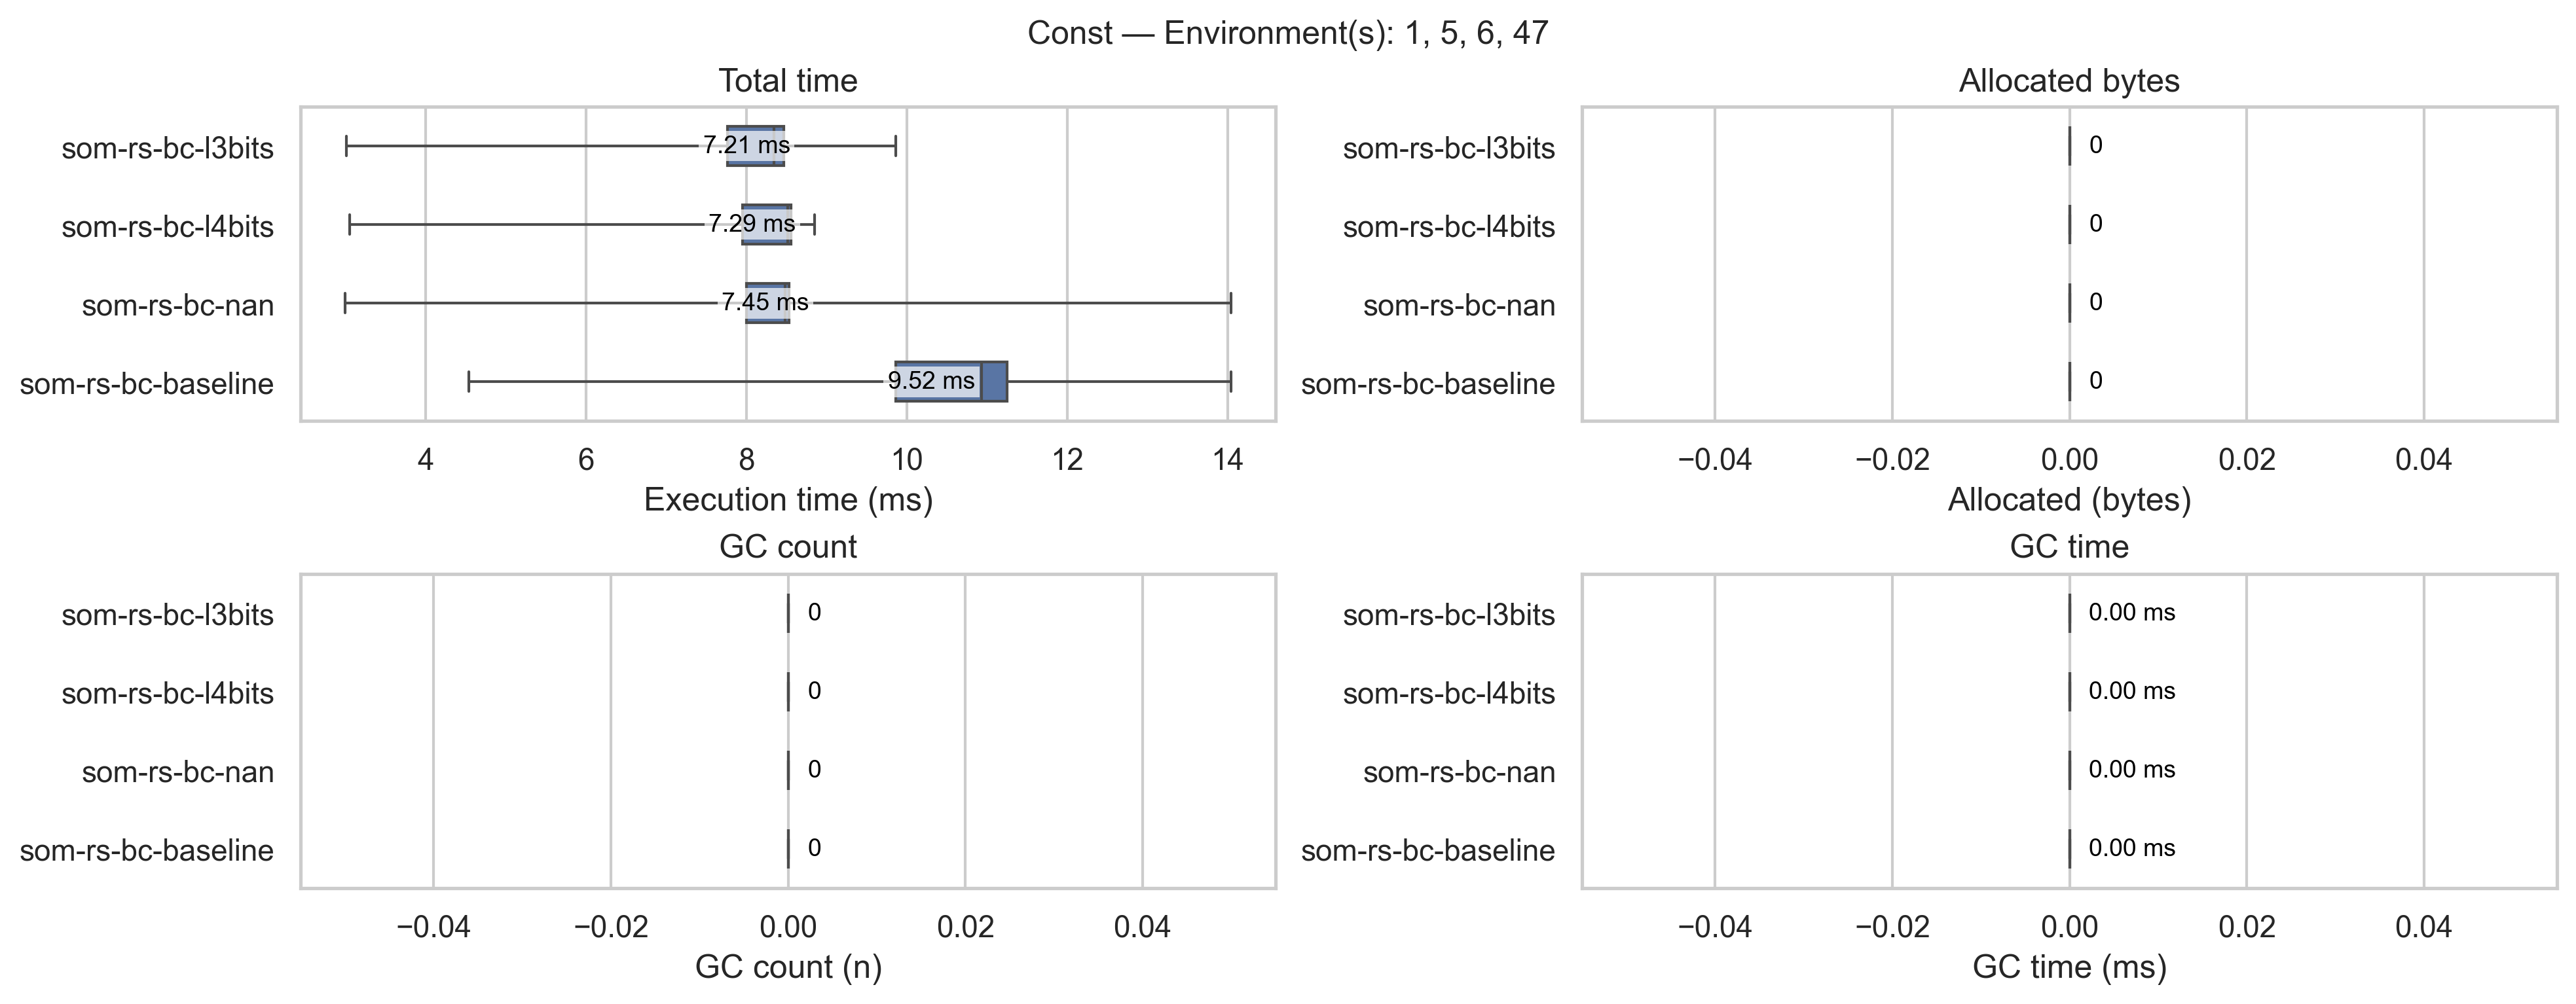 Const — Environment(s): 1, 5, 6, 47
Total time
som-rs-bc-l3bits
7.21 ms
som-rs-bc-l4bits
7.29 ms
som-rs-bc-nan
7.45 ms
som-rs-bc-baseline
9.52 ms
4 6 8 10 12 14
Execution time (ms)
Allocated bytes
som-rs-bc-l3bits
0
som-rs-bc-l4bits
0
som-rs-bc-nan
0
som-rs-bc-baseline
0
−0.04 −0.02 0.00 0.02 0.04
Allocated (bytes)
GC count
som-rs-bc-l3bits
0
som-rs-bc-l4bits
0
som-rs-bc-nan
0
som-rs-bc-baseline
0
−0.04 −0.02 0.00 0.02 0.04
GC count (n)
GC time
som-rs-bc-l3bits
0.00 ms
som-rs-bc-l4bits
0.00 ms
som-rs-bc-nan
0.00 ms
som-rs-bc-baseline
0.00 ms
−0.04 −0.02 0.00 0.02 0.04
GC time (ms)